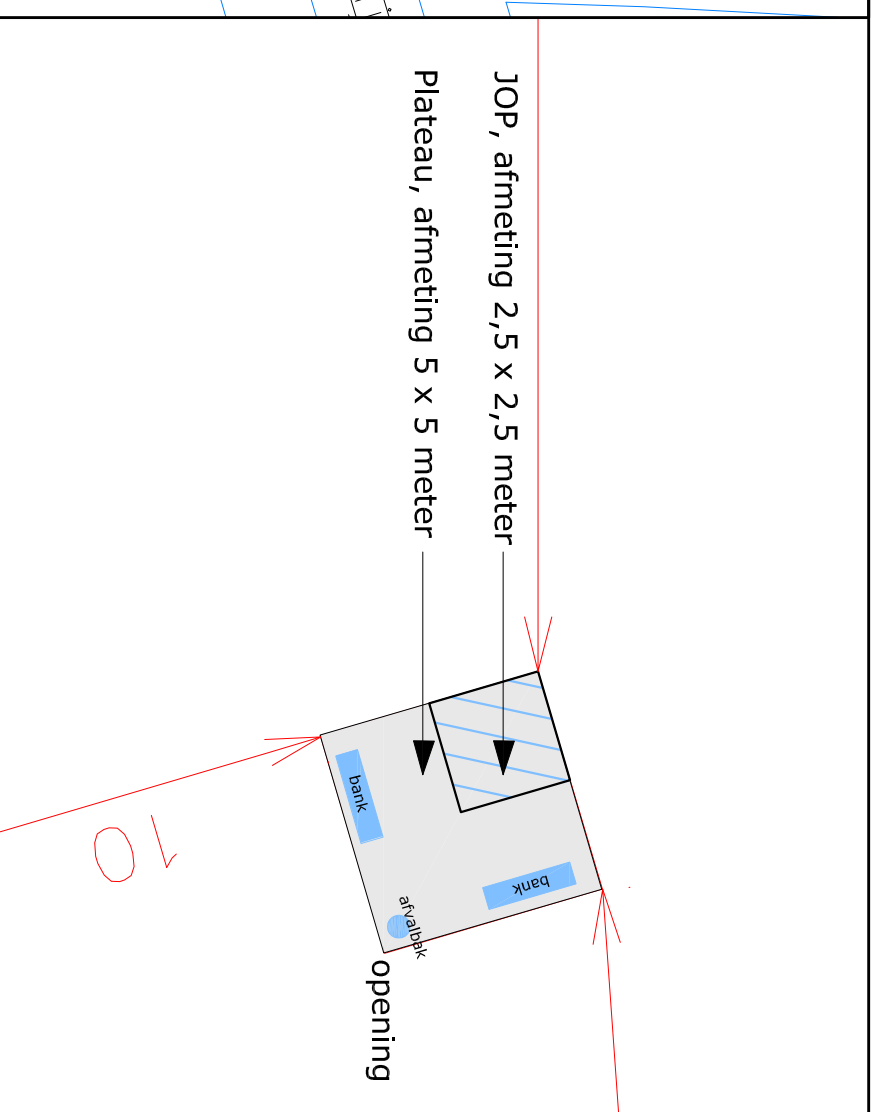 JOP, afmeting 2,5 x 2,5 meter
Plateau, afmeting 5 x 5 meter
bank
bank
afvalbak
opening
10